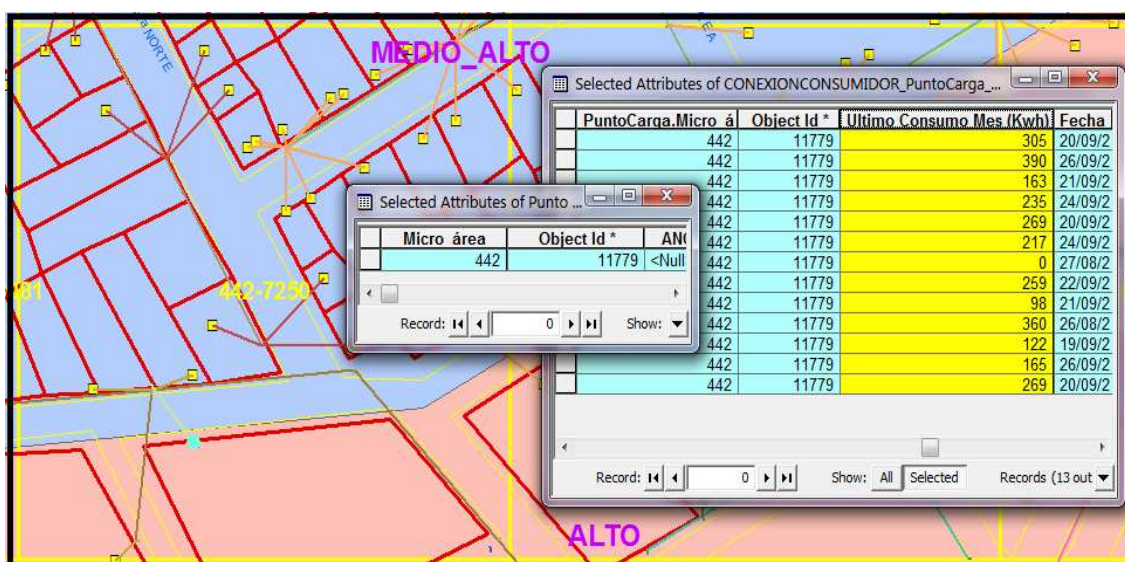 a NORTE
EA
MEDIO_ALTO
Selected Attributes of CONEXIONCONSUMIDOR_PuntoCarga_...
PuntoCarga.Micro á Object Id * Ultimo Consumo Mes (Kwh) Fecha
442 11779 305 20/09/2
442 11779 390 26/09/2
442 11779 163 21/09/2
442 11779 235 24/09/2
442 11779 269 20/09/2
442 11779 217 24/09/2
442 11779 0 27/08/2
442 11779 259 22/09/2
442 11779 98 21/09/2
442 11779 360 26/08/2
442 11779 122 19/09/2
442 11779 165 26/09/2
442 11779 269 20/09/2
Record: 0 Show: All Selected Records (13 out
Selected Attributes of Punto ...
Micro área Object Id * AN
442 11779 <Null
Record: 0 Show:
81
442-7250
ALTO